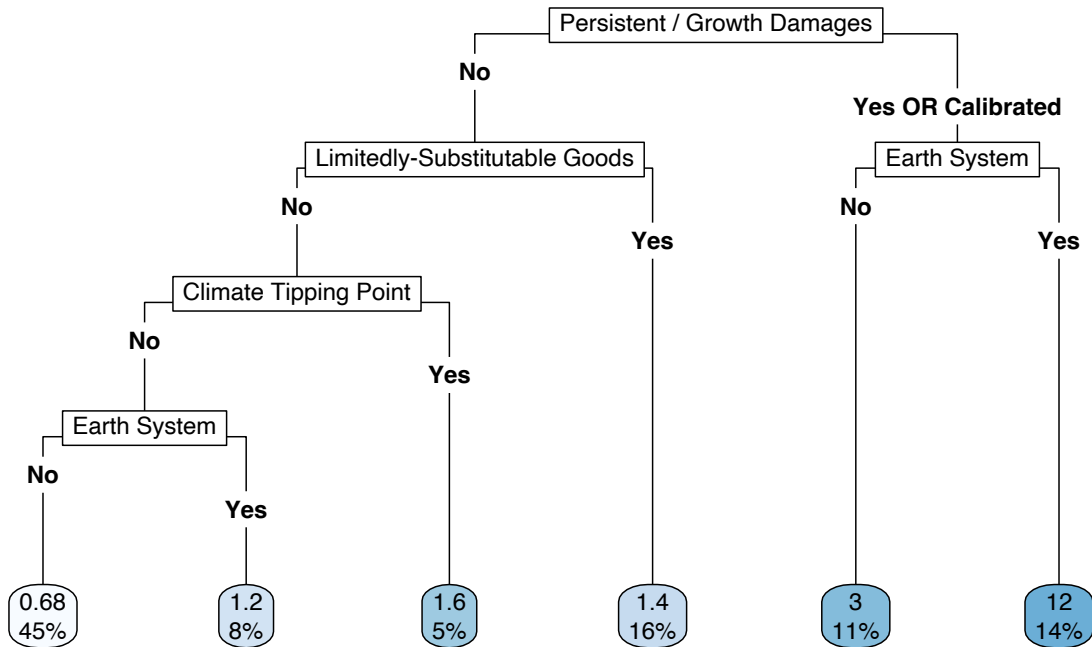 Persistent / Growth Damages
No
Yes OR Calibrated
Limitedly-Substitutable Goods
Earth System
No
Yes
No
Yes
Climate Tipping Point
No
Yes
Earth System
No
Yes
0.68
45%
1.2
8%
1.6
5%
1.4
16%
3
11%
12
14%